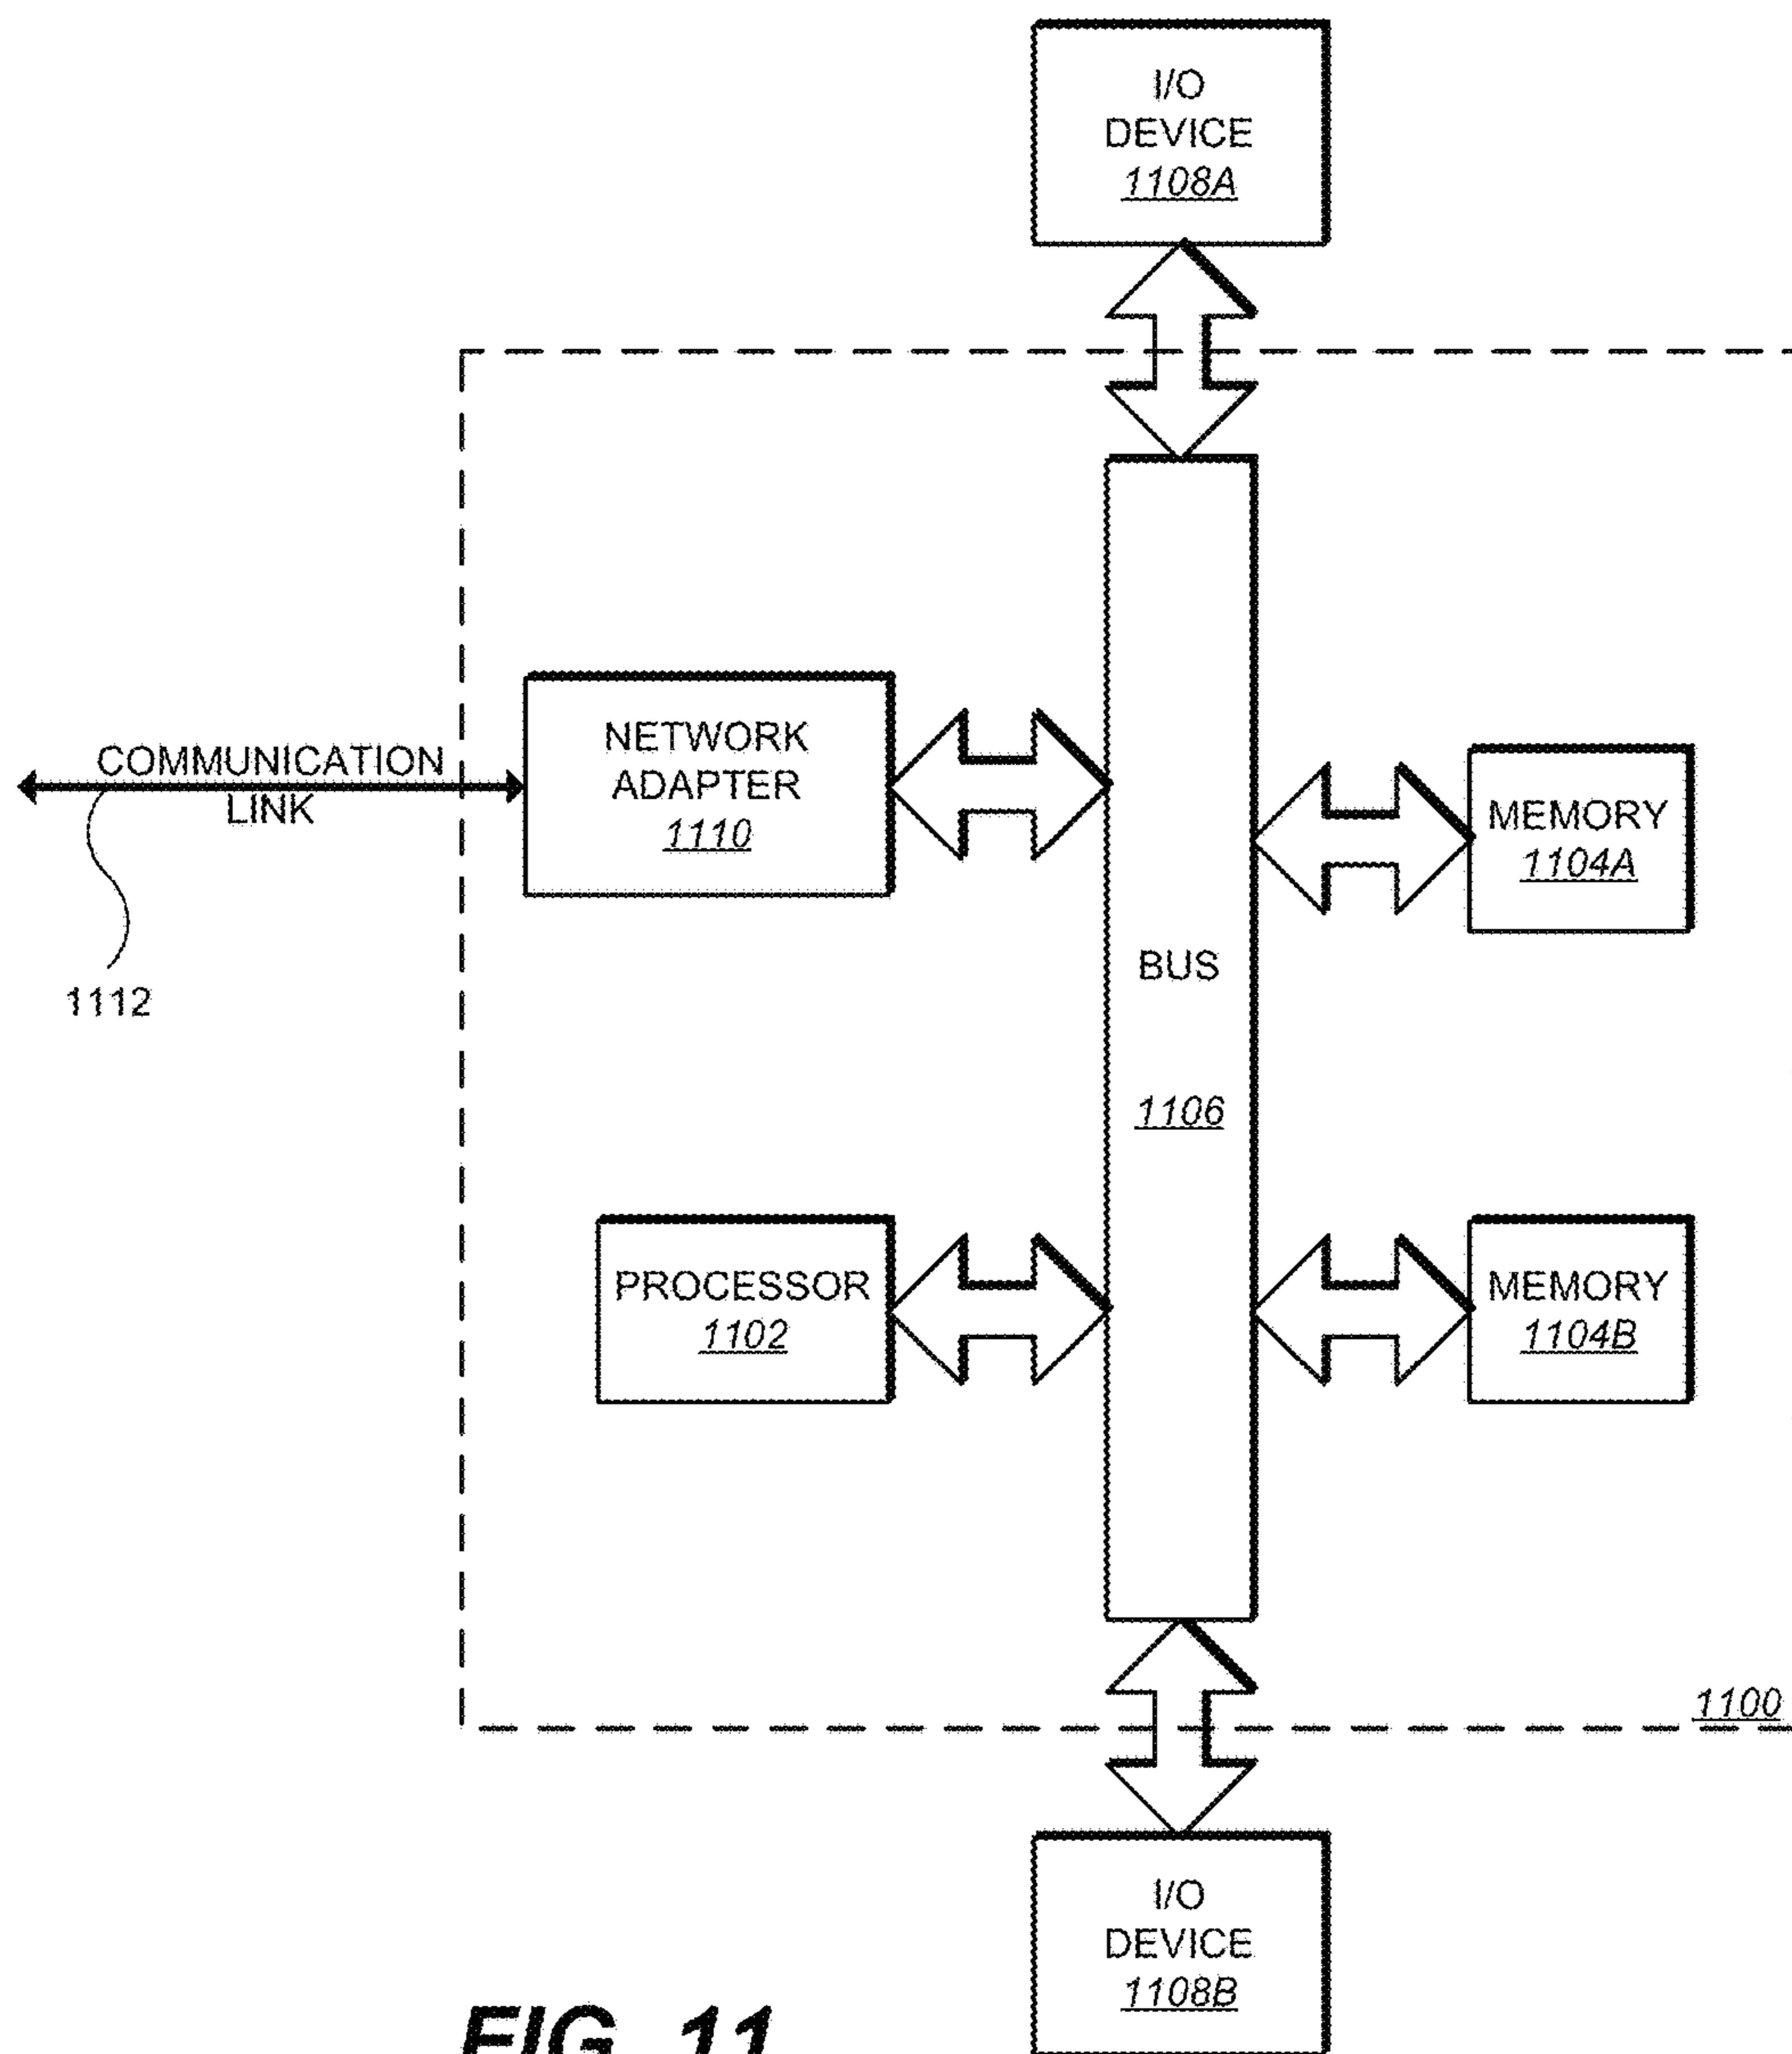 I/O
DEVICE
1108A
COMMUNICATION
LINK
1112
NETWORK
ADAPTER
1110
MEMORY
1104A
BUS
1106
PROCESSOR
1102
MEMORY
1104B
1100
I/O
DEVICE
1108B
FIG. 11